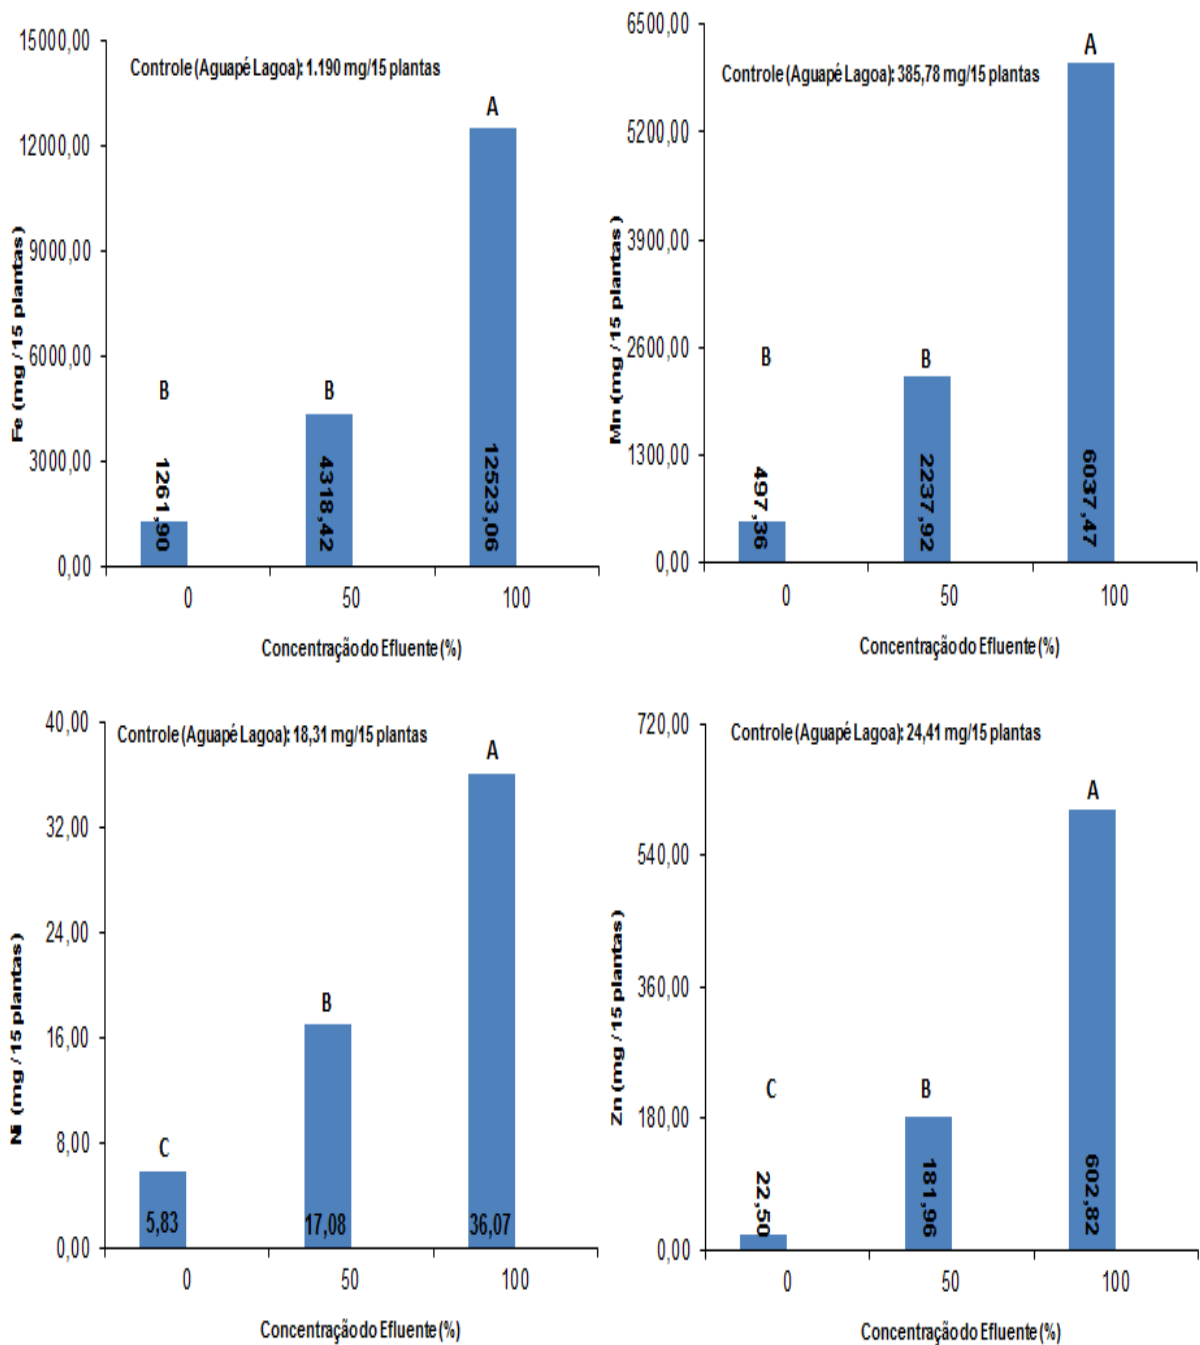 15000,00
Controle (Aguapé Lagoa): 1.190 mg/15 plantas
A
12000,00
9000,00
6000,00
B
B
3000,00
0,00
1261,90
4318,42
12523,06
0
50
100
Fe (mg / 15 plantas)
Concentração do Efluente (%)
6500,00
A
Controle (Aguapé Lagoa): 385,78 mg/15 plantas
5200,00
3900,00
2600,00
B
B
1300,00
0,00
497,36
2237,92
6037,47
0
50
100
Mn (mg / 15 plantas)
Concentração do Efluente (%)
40,00
Controle (Aguapé Lagoa): 18,31 mg/15 plantas
A
32,00
24,00
B
16,00
C
8,00
0,00
5,83
17,08
36,07
0
50
100
Ni (mg / 15 plantas)
Concentração do Efluente (%)
720,00
Controle (Aguapé Lagoa): 24,41 mg/15 plantas
A
540,00
360,00
C
B
180,00
0,00
22,50
181,96
602,82
0
50
100
Zn (mg / 15 plantas)
Concentração do Efluente (%)